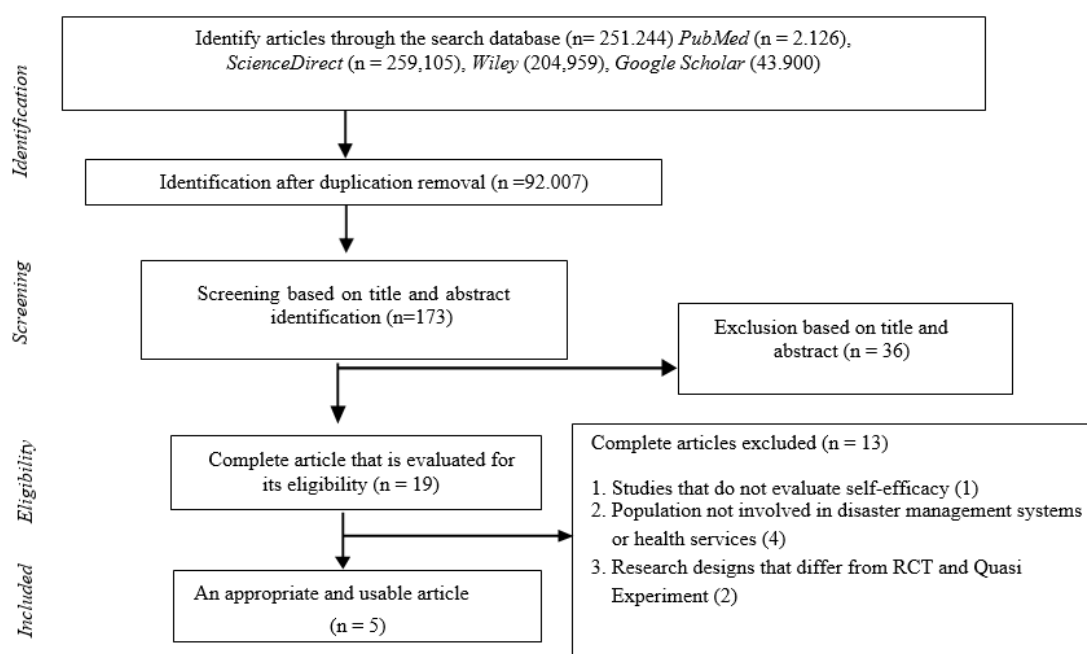 Identify articles through the search database (n= 251.244) PubMed (n = 2.126),
ScienceDirect (n = 259,105), Wiley (204,959), Google Scholar (43.900)
Identification
Identification after duplication removal (n =92.007)
Screening
Screening based on title and abstract
identification (n=173)
Exclusion based on title and
abstract (n = 36)
Eligibility
Complete article that is evaluated for
its eligibility (n = 19)
Complete articles excluded (n = 13)
1. Studies that do not evaluate self-efficacy (1)
2. Population not involved in disaster management systems
or health services (4)
3. Research designs that differ from RCT and Quasi
Experiment (2)
Included
An appropriate and usable article
(n = 5)